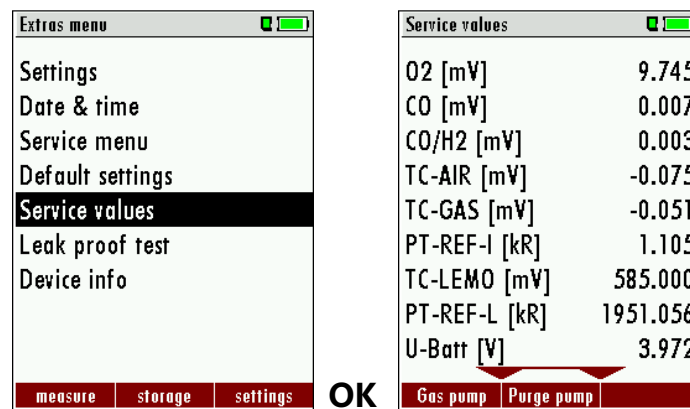 Extras menu
Settings
Date & time
Service menu
Default settings
Service values
Leak proof test
Device info
measure storage settings
OK
Service values
O2 [mV] 9.745
CO [mV] 0.007
CO/H2 [mV] 0.003
TC-AIR [mV] -0.075
TC-GAS [mV] -0.051
PT-REF-I [kR] 1.105
TC-LEMO [mV] 585.000
PT-REF-L [kR] 1951.056
U-Batt [V] 3.972
Gas pump Purge pump